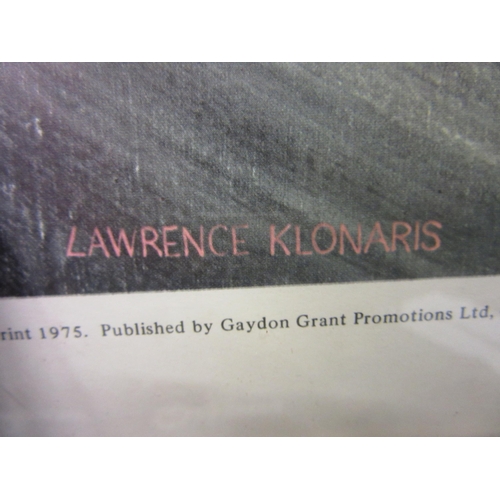 LAWRENCE KLONARIS
rint 1975. Published by Gaydon Grant Promotions Ltd,